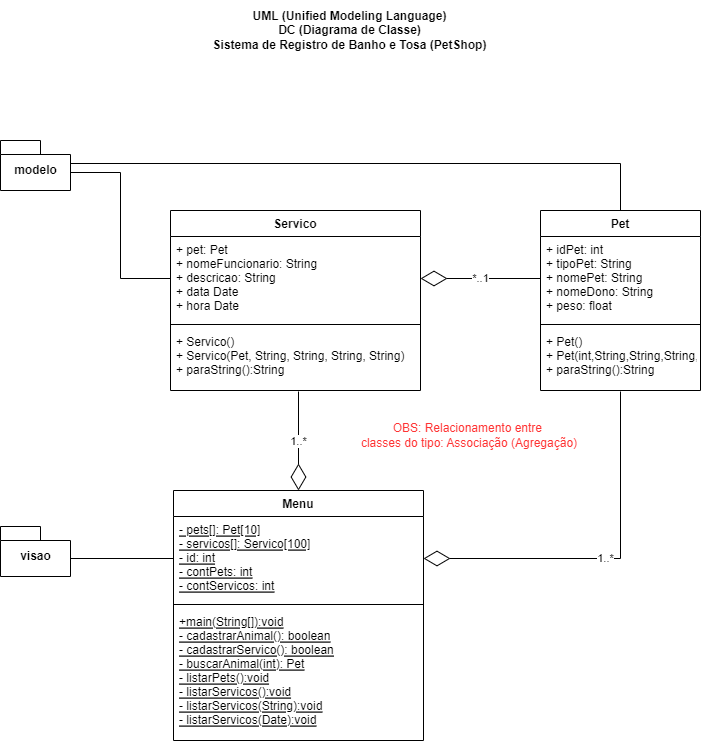 UML (Unified Modeling Language)
DC (Diagrama de Classe)
Sistema de Registro de Banho e Tosa (PetShop)
modelo
Servico
+ pet: Pet
+ nomeFuncionario: String
+ descricao: String
+ data Date
+ hora Date
+ Servico()
+ Servico(Pet, String, String, String, String)
+ paraString():String
*..1
Pet
+ idPet: int
+ tipoPet: String
+ nomePet: String
+ nomeDono: String
+ peso: float
+ Pet()
+ Pet(int,String,String,String,
+ paraString():String
1..*
OBS: Relacionamento entre
classes do tipo: Associação (Agregação)
visao
Menu
- pets[]: Pet[10]
- servicos[]: Servico[100]
- id: int
- contPets: int
- contServicos: int
+main(String[]):void
- cadastrarAnimal(): boolean
- cadastrarServico(): boolean
- buscarAnimal(int): Pet
- listarPets():void
- listarServicos():void
- listarServicos(String):void
- listarServicos(Date):void
1..*